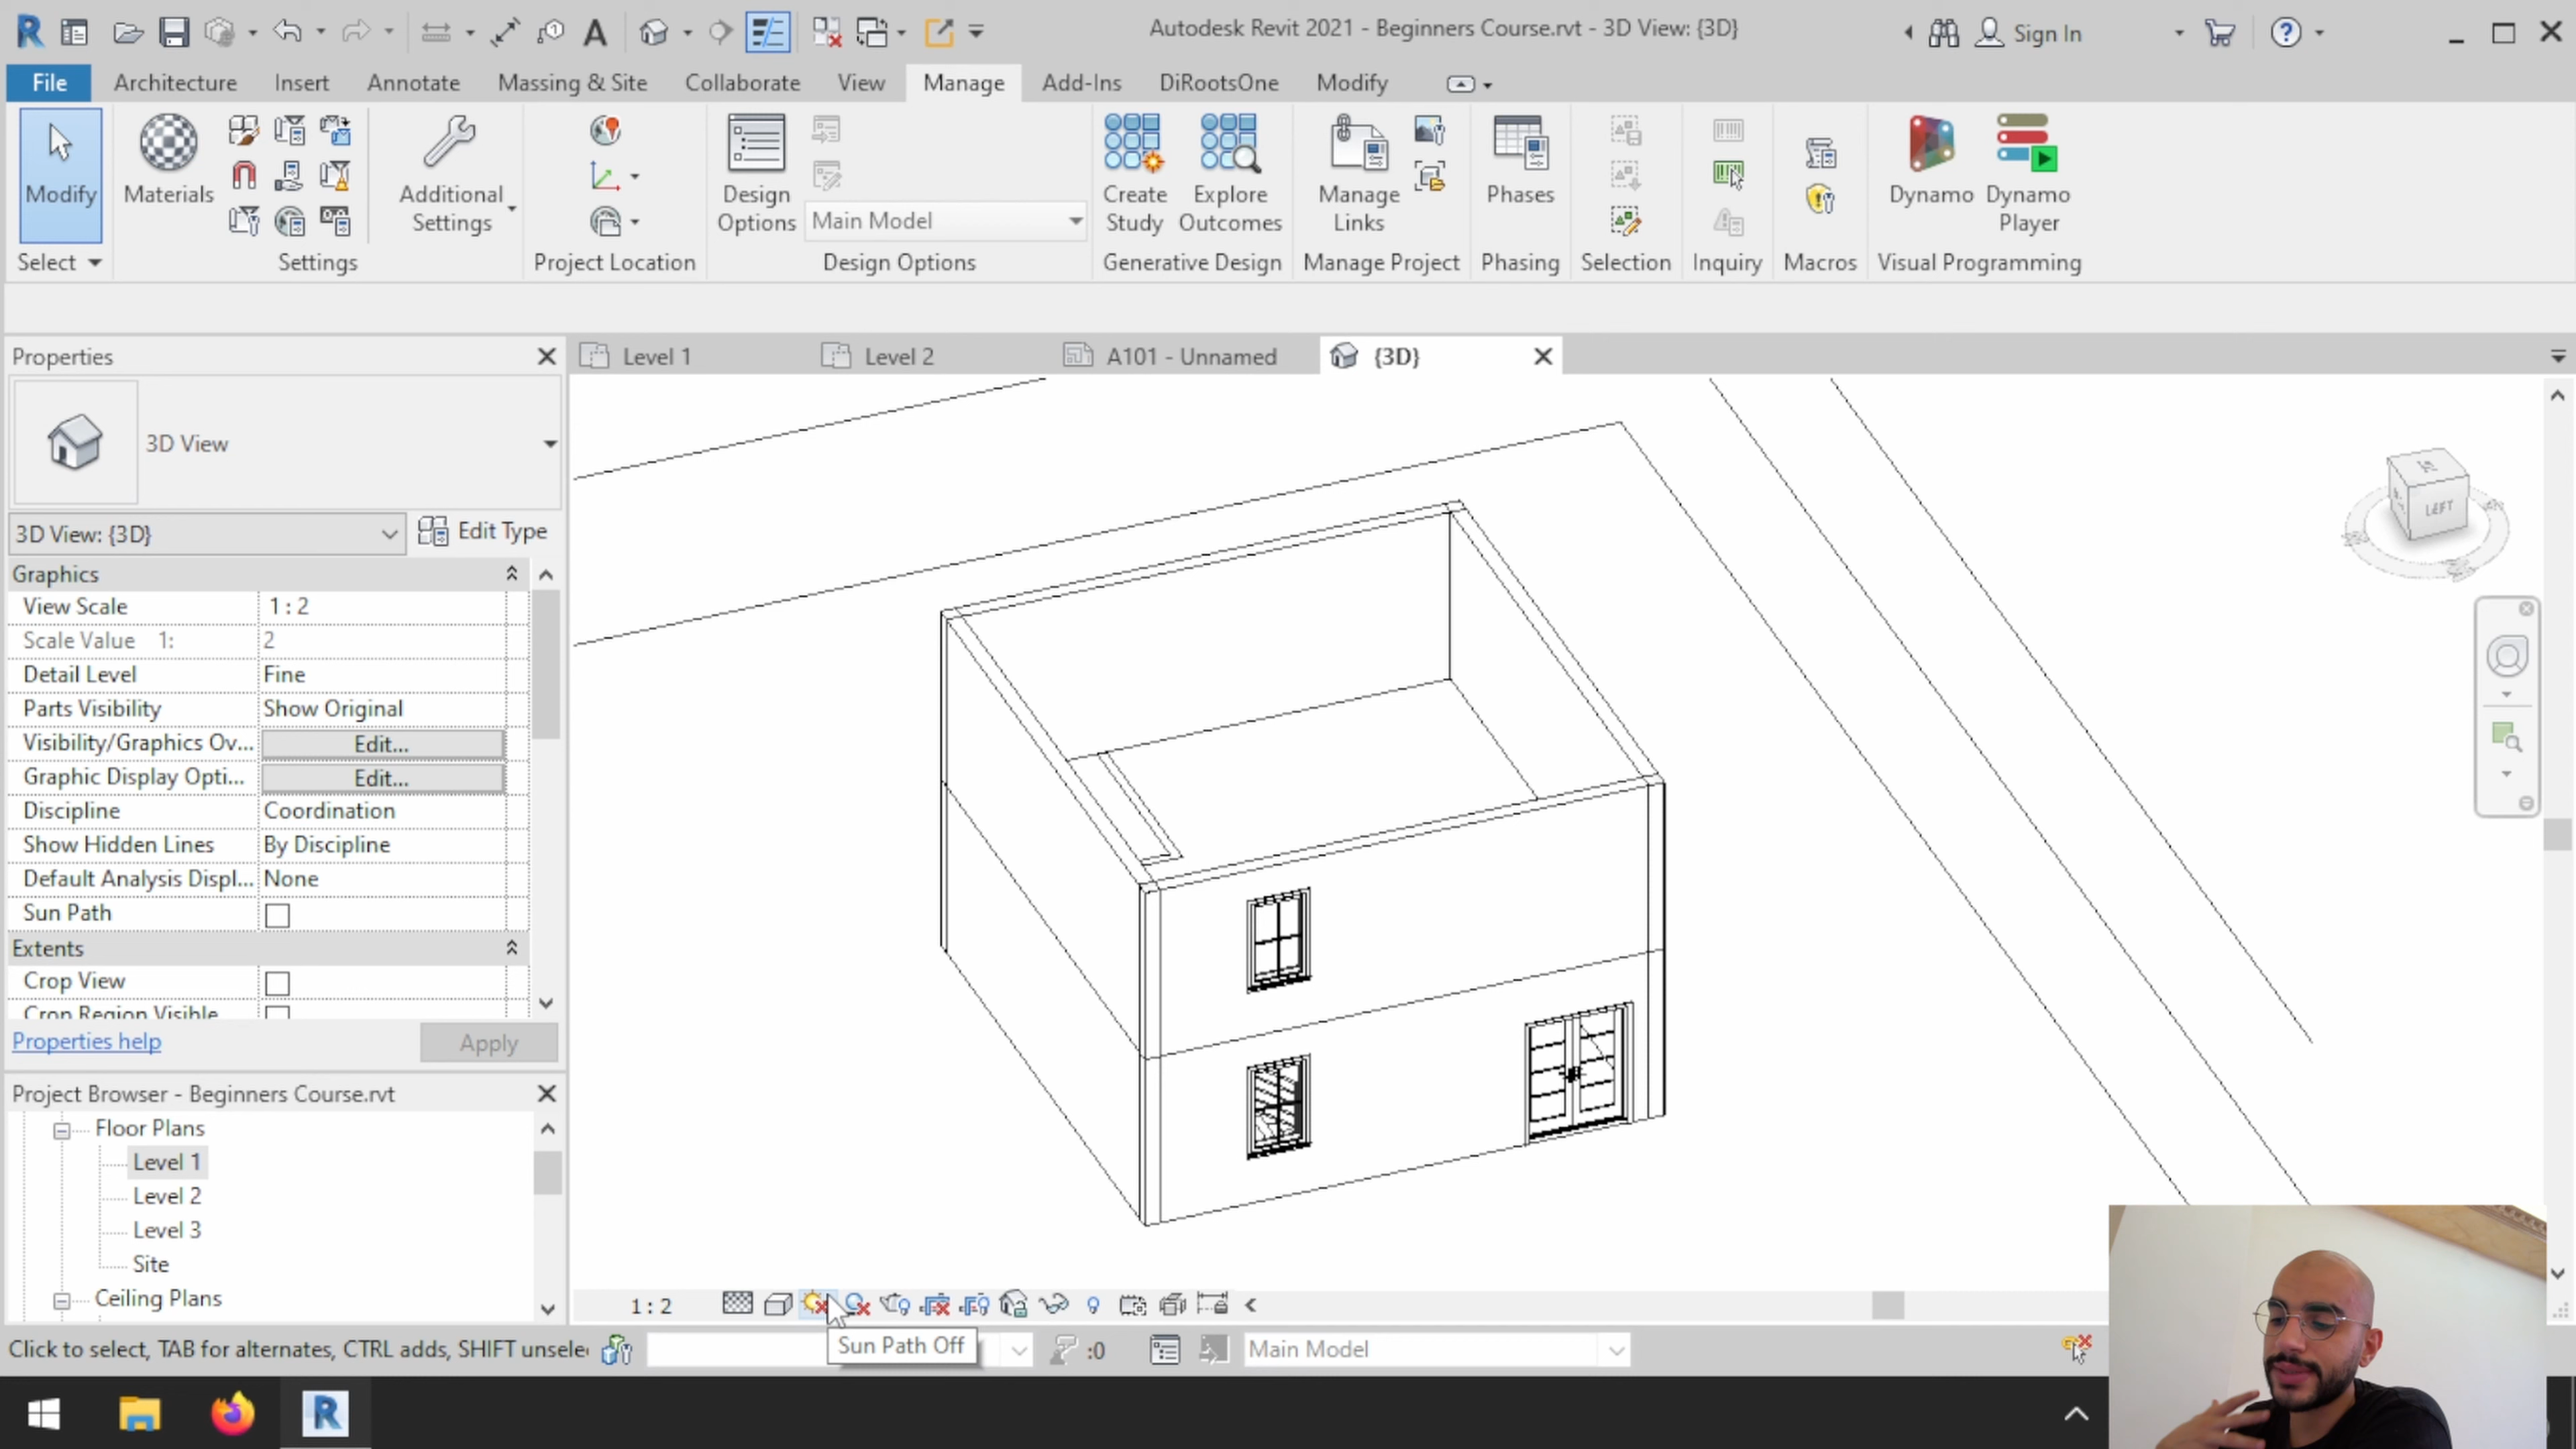 Autodesk Revit 2021 - Beginners Course.rvt - 3D View: {3D}
Sign In
File Architecture Insert Annotate Massing & Site Collaborate View Manage Add-Ins DiRootsOne Modify
Modify Materials Additional Settings Design Options Main Model Create Study Explore Outcomes Manage Links Phases Dynamo Dynamo Player
Select Settings Project Location Design Options Generative Design Manage Project Phasing Selection Inquiry Macros Visual Programming
Properties
Level 1 Level 2 A101 - Unnamed {3D}
3D View
3D View: {3D} Edit Type
Graphics
View Scale 1 : 2
Scale Value 1: 2
Detail Level Fine
Parts Visibility Show Original
Visibility/Graphics Ov... Edit...
Graphic Display Opti... Edit...
Discipline Coordination
Show Hidden Lines By Discipline
Default Analysis Displ... None
Sun Path
Extents
Crop View
Crop Region Visible
Properties help Apply
LEFT
Project Browser - Beginners Course.rvt
Floor Plans
Level 1
Level 2
Level 3
Site
Ceiling Plans
1 : 2
Sun Path Off
Click to select, TAB for alternates, CTRL adds, SHIFT unsele
:0 Main Model